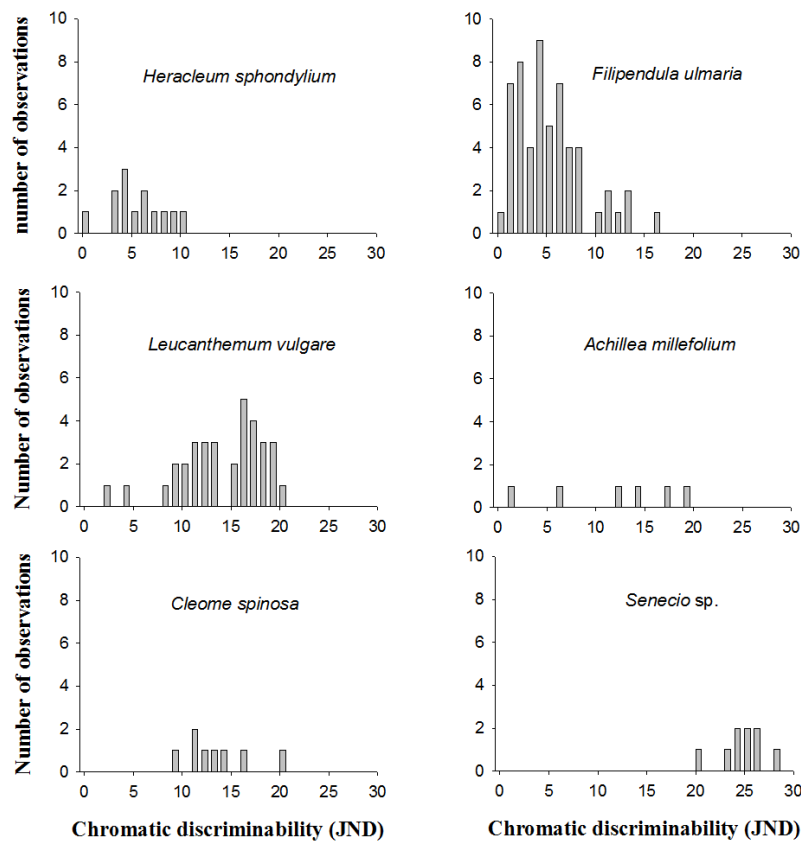 number of observations
10
8
6
4
2
0
Heracleum sphondylium
0 5 10 15 20 25 30
10
8
6
4
2
0
Filipendula ulmaria
0 5 10 15 20 25 30
Number of observations
10
8
6
4
2
0
Leucanthemum vulgare
0 5 10 15 20 25 30
10
8
6
4
2
0
Achillea millefolium
0 5 10 15 20 25 30
Number of observations
10
8
6
4
2
0
Cleome spinosa
0 5 10 15 20 25 30
Chromatic discriminability (JND)
10
8
6
4
2
0
Senecio sp.
0 5 10 15 20 25 30
Chromatic discriminability (JND)